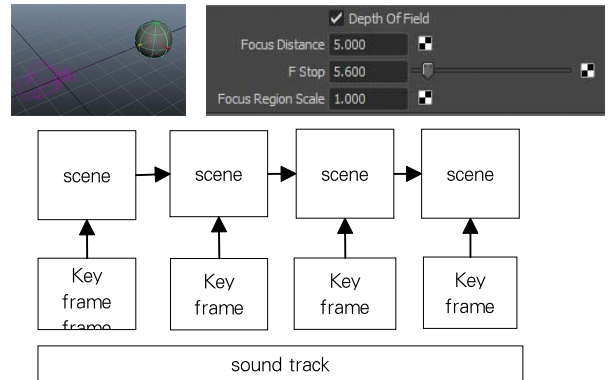 Depth Of Field
Focus Distance 5.000
F Stop 5.600
Focus Region Scale 1.000
scene
scene
scene
scene
Key
frame
frame
Key
frame
Key
frame
Key
frame
sound track